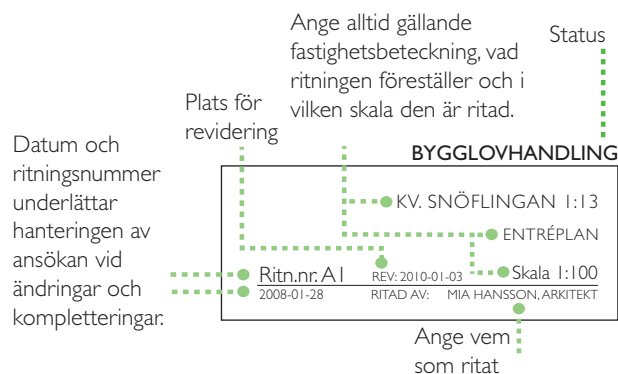 Ange alltid gällande
fastighetsbeteckning, vad
ritningen föreställer och i
vilken skala den är ritad.
Status
Plats för
revidering
Datum och
ritningsnummer
underlättar
hanteringen av
ansökan vid
ändringar och
kompletteringar.
BYGGLOVHANDLING
KV. SNÖFLINGAN 1:13
ENTRÉPLAN
Ritn.nr. A1 REV: 2010-01-03 Skala 1:100
2008-01-28 RITAD AV: MIA HANSSON, ARKITEKT
Ange vem
som ritat